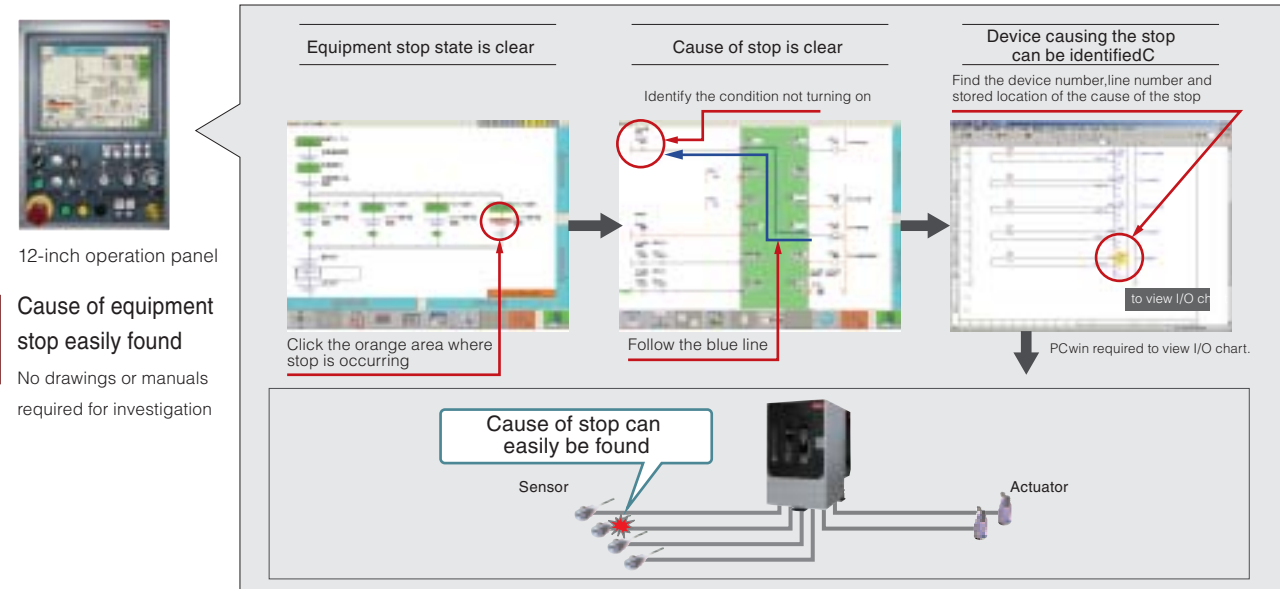 12-inch operation panel
Cause of equipment
stop easily found
No drawings or manuals
required for investigation
Equipment stop state is clear
Click the orange area where
stop is occurring
Cause of stop is clear
Identify the condition not turning on
Follow the blue line
Device causing the stop
can be identifiedC
Find the device number,line number and
stored location of the cause of the stop
to view I/O ch
PCwin required to view I/O chart.
Cause of stop can
easily be found
Sensor
Actuator